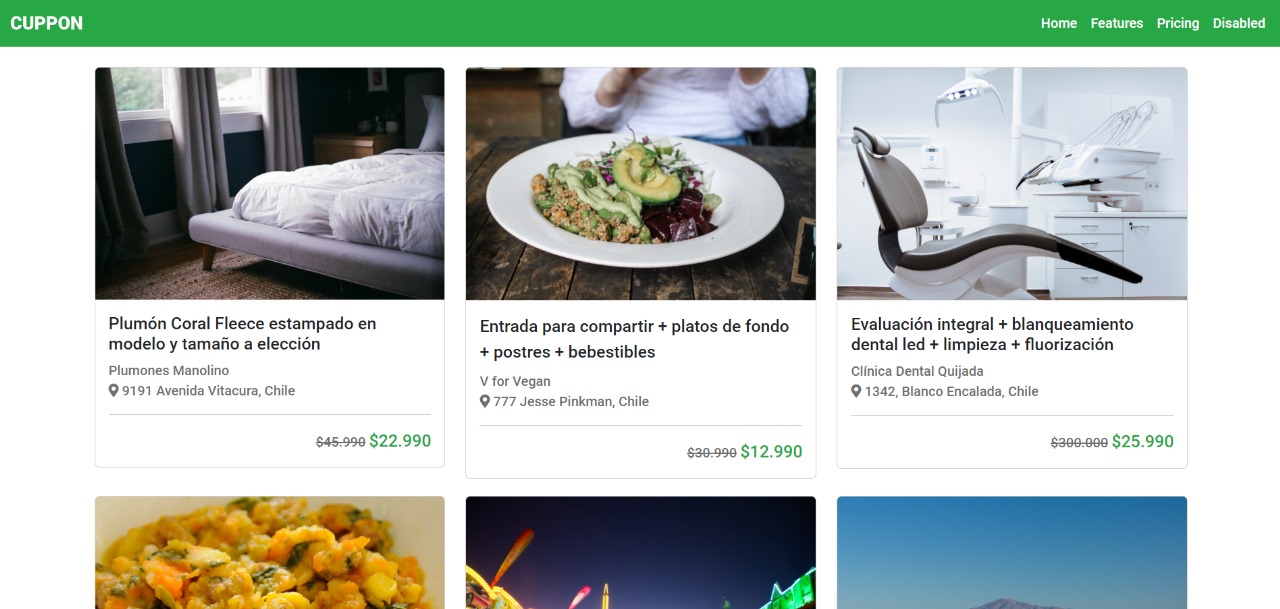 CUPPON
Home Features Pricing Disabled
Plumón Coral Fleece estampado en
modelo y tamaño a elección
Plumones Manolino
9191 Avenida Vitacura, Chile
$45.990 $22.990
Entrada para compartir + platos de fondo
+ postres + bebestibles
V for Vegan
777 Jesse Pinkman, Chile
$30.990 $12.990
Evaluación integral + blanqueamiento
dental led + limpieza + fluorización
Clínica Dental Quijada
1342, Blanco Encalada, Chile
$300.000 $25.990